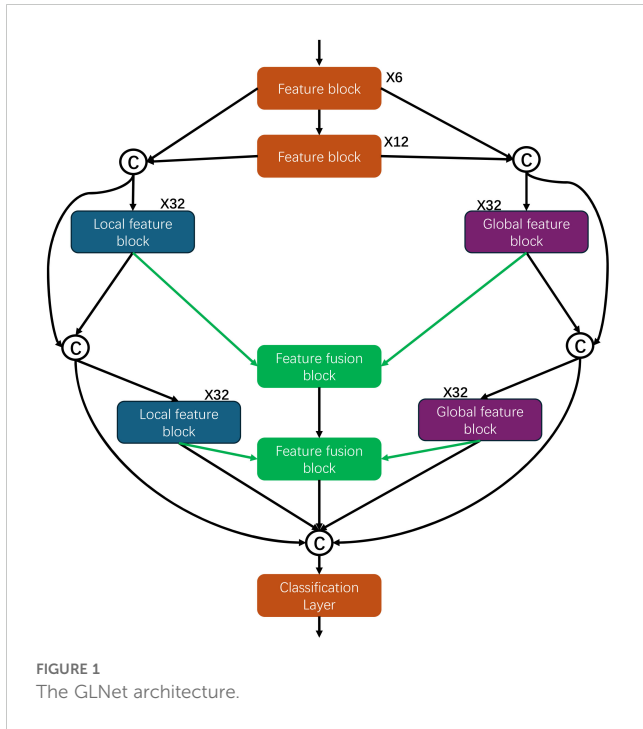 X6
Feature block
X12
Feature block
C
C
X32
Local feature
block
X32
Global feature
block
C
C
Feature fusion
block
X32
Local feature
block
X32
Global feature
block
Feature fusion
block
C
Classification
Layer
FIGURE 1
The GLNet architecture.